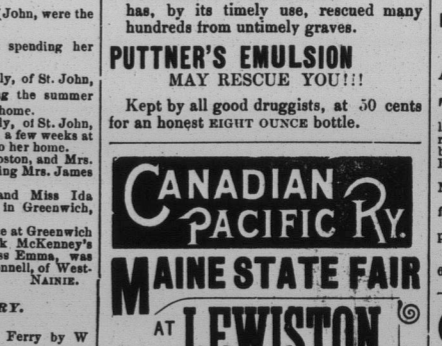 John, were the
spending her
ly, of St. John,
the summer
home.
ly, of St. John,
a few weeks at
her home.
and Mrs.
ing Mrs. James
and Miss Ida
in Greenwich,
e at Greenwich
McKenney's
Emma, was
nnell, of West-
NAINIE.
RY.
Ferry by W
has, by its timely use, rescued many
hundreds from untimely graves.
PUTTNER'S EMULSION
MAY RESCUE YOU!!!
Kept by all good druggists, at 50 cents
for an honest EIGHT OUNCE bottle.
CANADIAN
PACIFIC RY.
MAINE STATE FAIR
AT LEWISTON